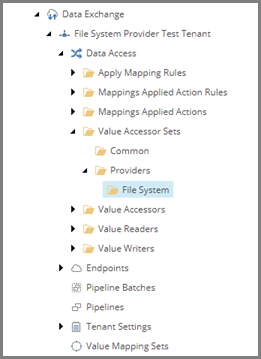 Data Exchange
File System Provider Test Tenant
Data Access
Apply Mapping Rules
Mappings Applied Action Rules
Mappings Applied Actions
Value Accessor Sets
Common
Providers
File System
Value Accessors
Value Readers
Value Writers
Endpoints
Pipeline Batches
Pipelines
Tenant Settings
Value Mapping Sets